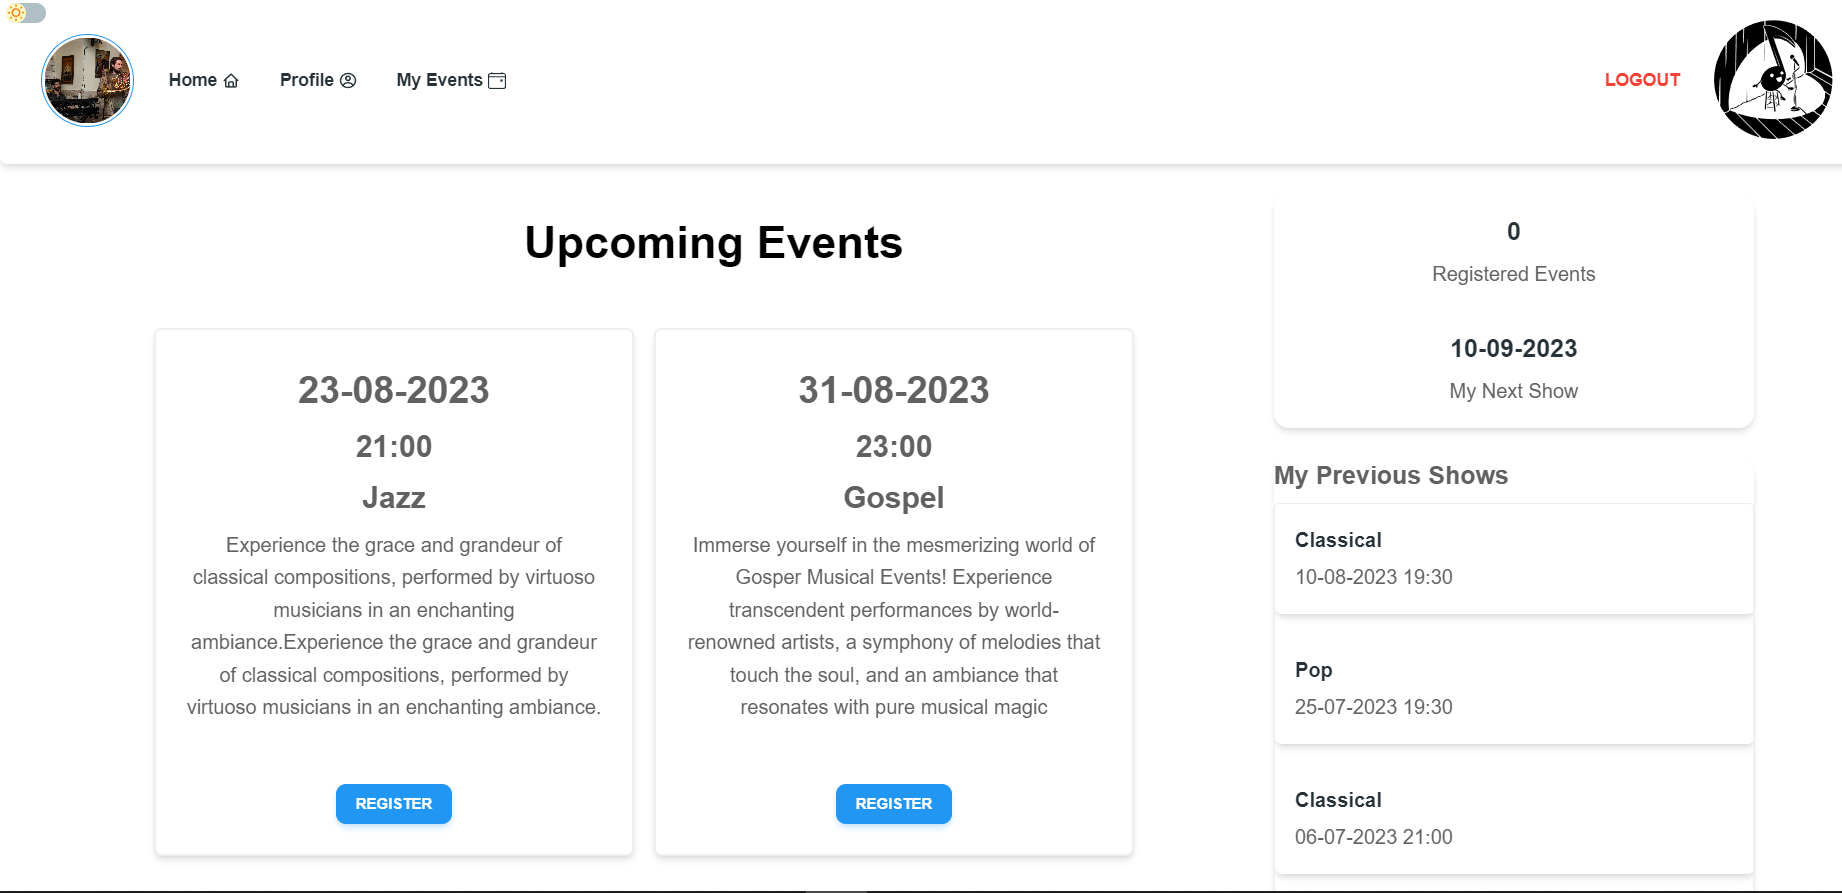 Home
Profile
My Events
LOGOUT
Upcoming Events
23-08-2023
21:00
Jazz
Experience the grace and grandeur of
classical compositions, performed by virtuoso
musicians in an enchanting
ambiance.Experience the grace and grandeur
of classical compositions, performed by
virtuoso musicians in an enchanting ambiance.
REGISTER
31-08-2023
23:00
Gospel
Immerse yourself in the mesmerizing world of
Gosper Musical Events! Experience
transcendent performances by world-
renowned artists, a symphony of melodies that
touch the soul, and an ambiance that
resonates with pure musical magic
REGISTER
0
Registered Events
10-09-2023
My Next Show
My Previous Shows
Classical
10-08-2023 19:30
Pop
25-07-2023 19:30
Classical
06-07-2023 21:00